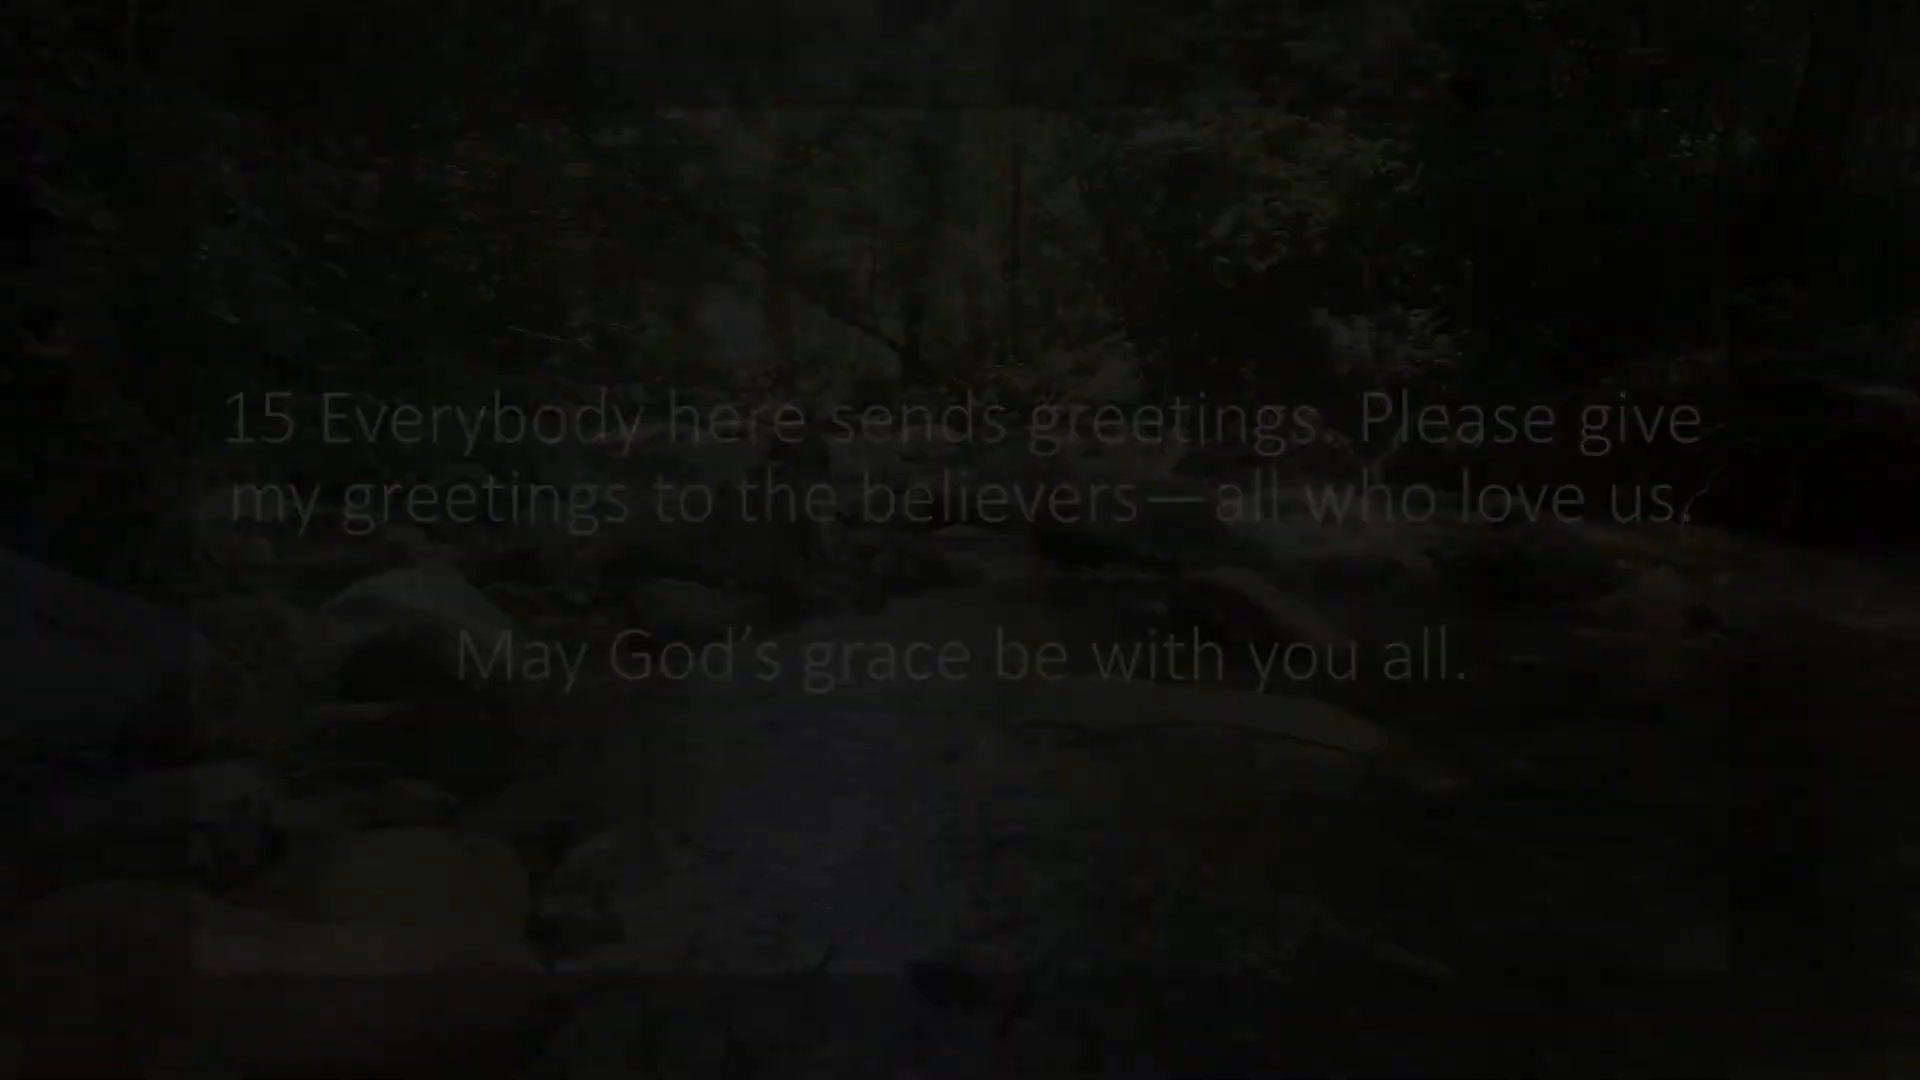 15 Everybody here sends greetings. Please give
my greetings to the believers—all who love us.
May God’s grace be with you all.